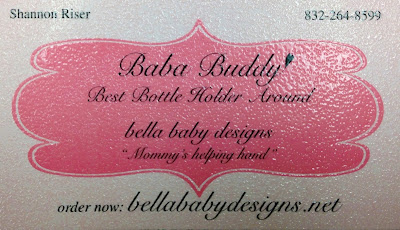 Shannon Riser 832-264-8599
Baba Buddy
Best Bottle Holder Around
bella baby designs
"Mommy's helping hand"
order now: bellababydesigns.net